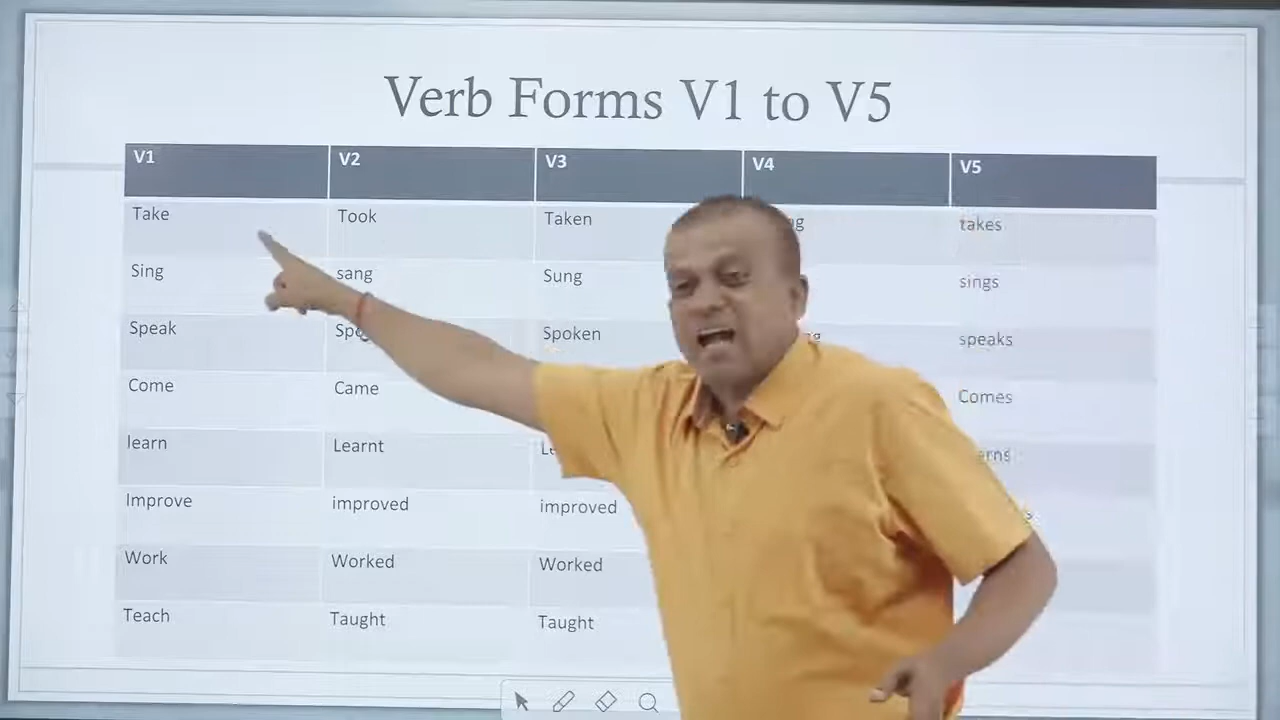 Verb Forms V1 to V5
V1 V2 V3 V4 V5
Take Took Taken takes
Sing sang Sung sings
Speak Spoken speaks
Come Came Comes
learn Learnt
Improve improved improved
Work Worked Worked
Teach Taught Taught